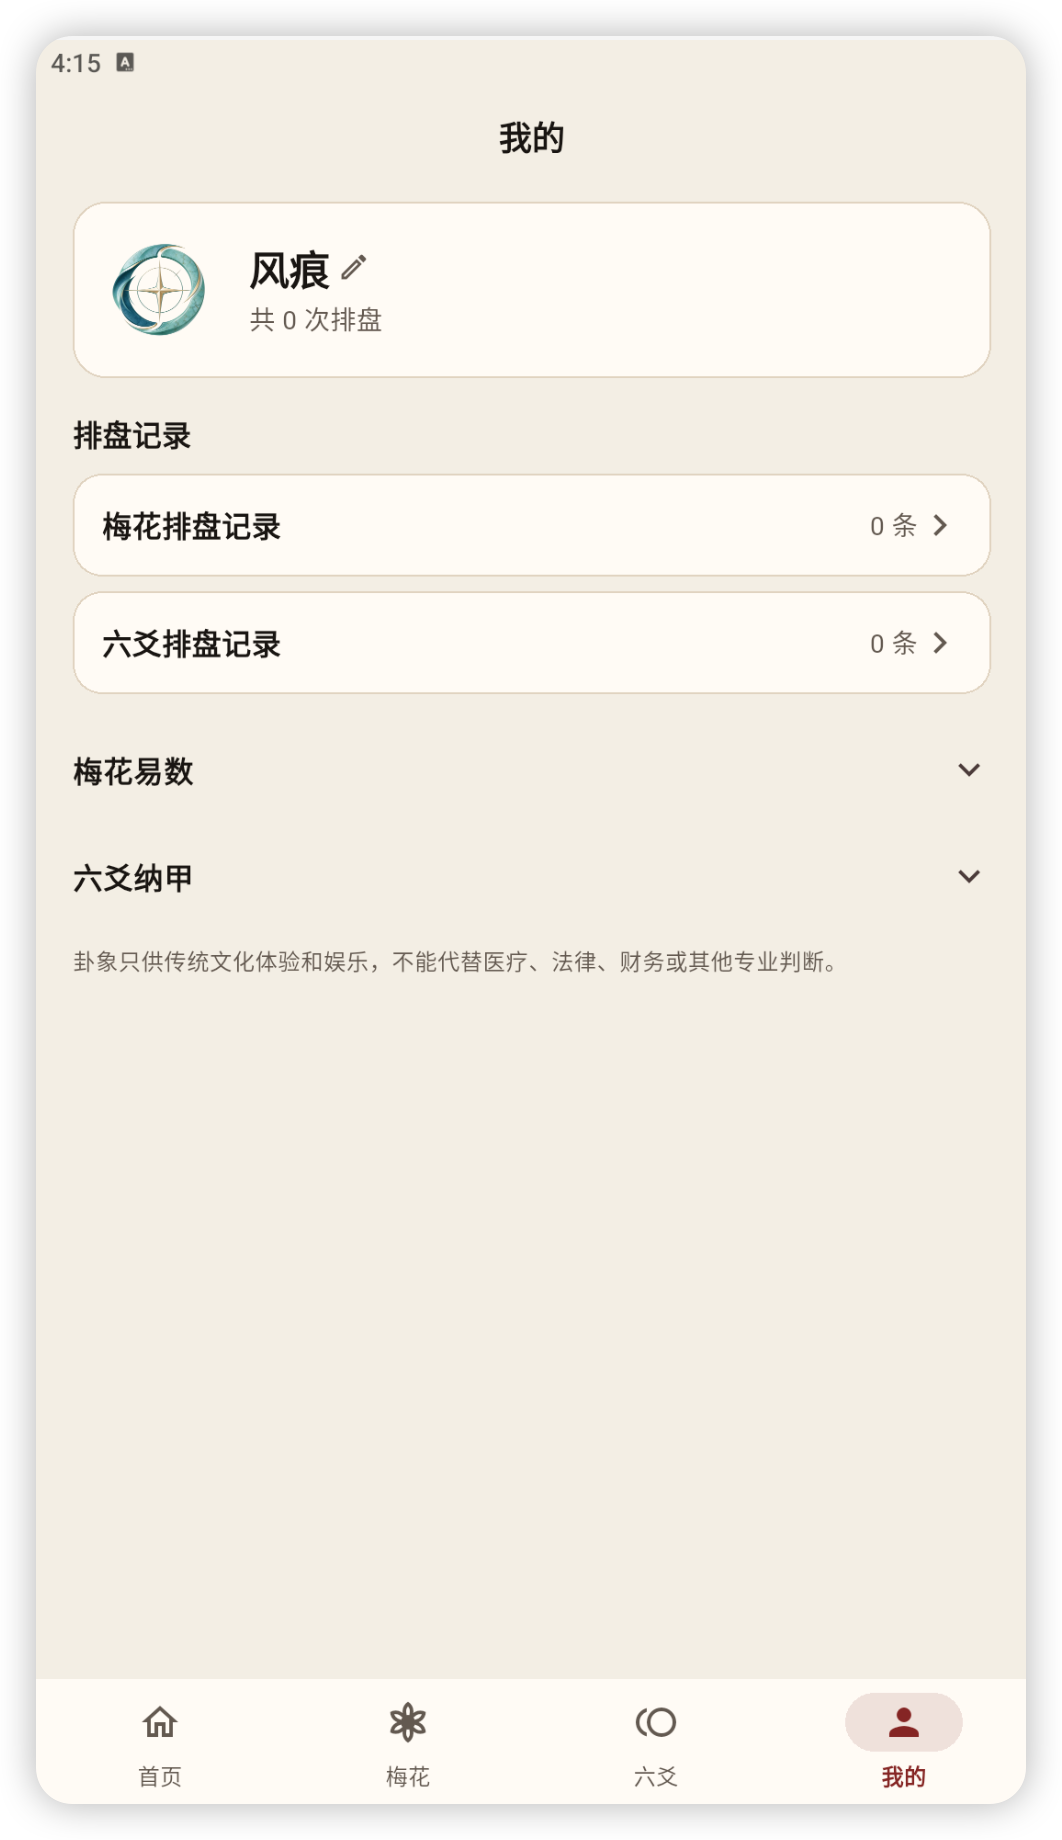 4:15 A
我的
风痕
共 0 次排盘
排盘记录
梅花排盘记录 0 条
六爻排盘记录 0 条
梅花易数
六爻纳甲
卦象只供传统文化体验和娱乐，不能代替医疗、法律、财务或其他专业判断。
首页 梅花 六爻 我的